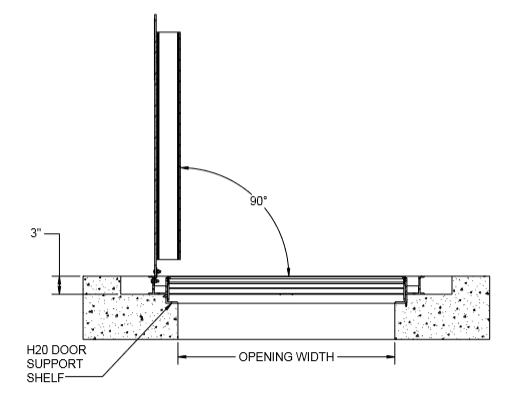 90°
3"
OPENING WIDTH
H20 DOOR
SUPPORT
SHELF